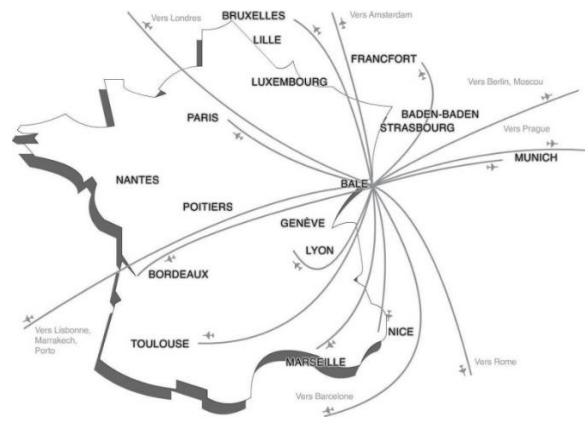 Vers Londres
BRUXELLES
Vers Amsterdam
LILLE
FRANCFORT
LUXEMBOURG
Vers Berlin, Moscou
PARIS
BADEN-BADEN
STRASBOURG
Vers Prague
MUNICH
NANTES
BALE
POITIERS
GENÈVE
LYON
BORDEAUX
Vers Lisbonne,
Marrakech,
Porto
TOULOUSE
NICE
MARSEILLE
Vers Rome
Vers Barcelone